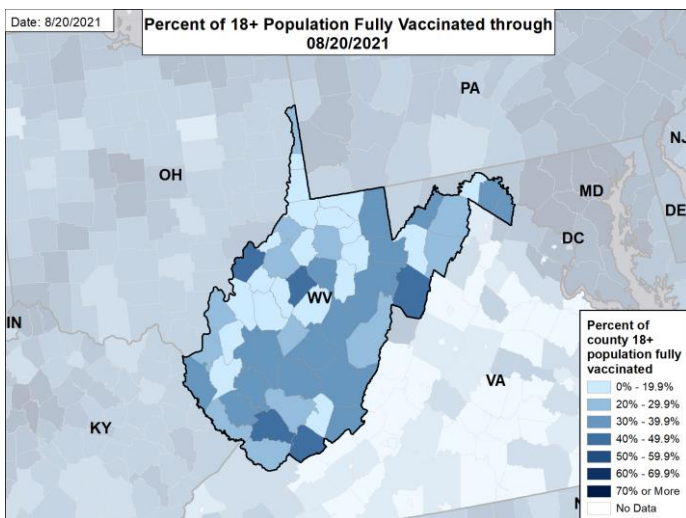 Date: 8/20/2021
Percent of 18+ Population Fully Vaccinated through
08/20/2021
PA
OH
NJ
MD
DE
DC
WV
IN
VA
KY
Percent of
county 18+
population fully
vaccinated
0% - 19.9%
20% - 29.9%
30% - 39.9%
40% - 49.9%
50% - 59.9%
60% - 69.9%
70% or More
No Data